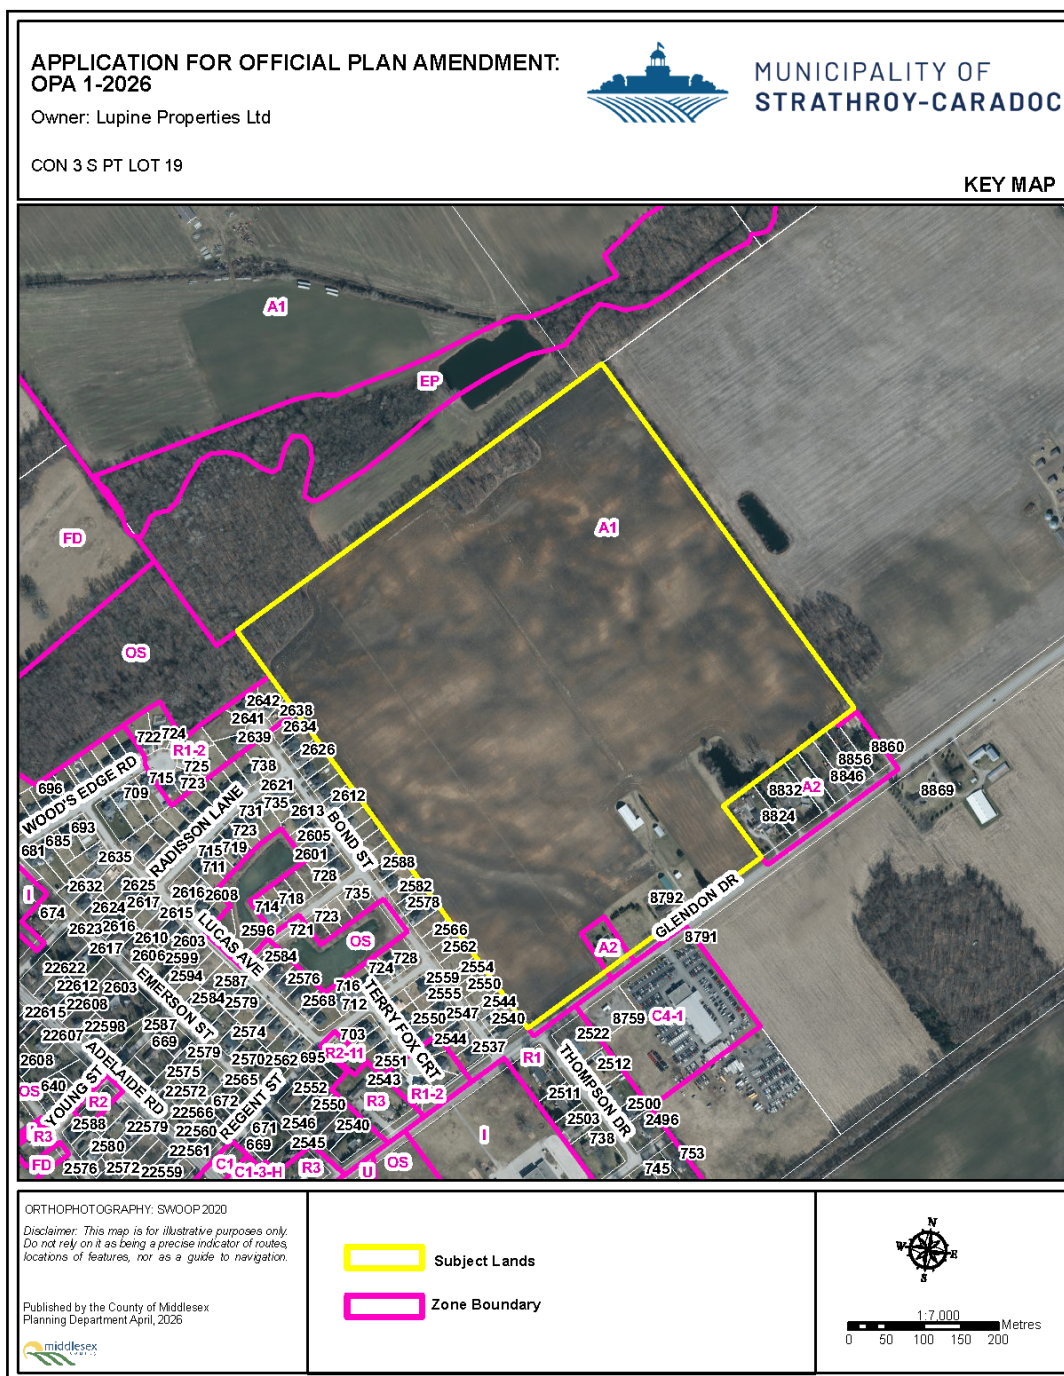 APPLICATION FOR OFFICIAL PLAN AMENDMENT:
OPA 1-2026
Owner: Lupine Properties Ltd
CON 3 S PT LOT 19
MUNICIPALITY OF
STRATHROY-CARADOC
KEY MAP
A1
EP
A1
FD
OS
2642
2638
2641
2634
2639
2626
722
724
R1-2
725
715
723
738
696
709
2621
WOOD'S EDGE RD
RADISSON LANE
735
731
2613
2612
BOND ST
693
685
681
723
2605
715
719
2601
711
728
2588
2635
2632
2625
2616
2608
735
2582
2578
I
674
2624
2617
2615
714
718
723
721
2596
LUCAS AVE
OS
2566
2562
2623
2616
2610
2603
2617
2606
2599
2584
728
724
2554
2594
2587
2576
716
2559
2550
22622
22612
2603
2584
2579
2568
712
TERRY FOX CRT
2555
2544
22608
EMERSON ST
2550
2547
2540
22615
22598
2587
669
2574
703
2544
2537
22607
2579
R2-11
2551
2608
ADELAIDE RD
2575
2570
2562
695
2543
R1-2
OS
640
YOUNG ST
R2
22572
2565
2552
R3
672
REGENT ST
2550
2588
22566
2546
2540
R3
22579
22560
671
2580
22561
669
2545
FD
2576
2572
22559
C1
C1-3-H
R3
U
OS
I
R1
8860
8856
8846
8832
A2
8824
8869
8792
GLENDON DR
A2
8791
8759
C4-1
2522
THOMPSON DR
2512
2511
2500
2503
2496
738
753
745
ORTHOPHOTOGRAPHY: SWOOP 2020
Disclaimer: This map is for illustrative purposes only.
Do not rely on it as being a precise indicator of routes,
locations of features, nor as a guide to navigation.
Published by the County of Middlesex
Planning Department April, 2026
middlesex
Subject Lands
Zone Boundary
N
W
E
S
1:7,000
Metres
0 50 100 150 200